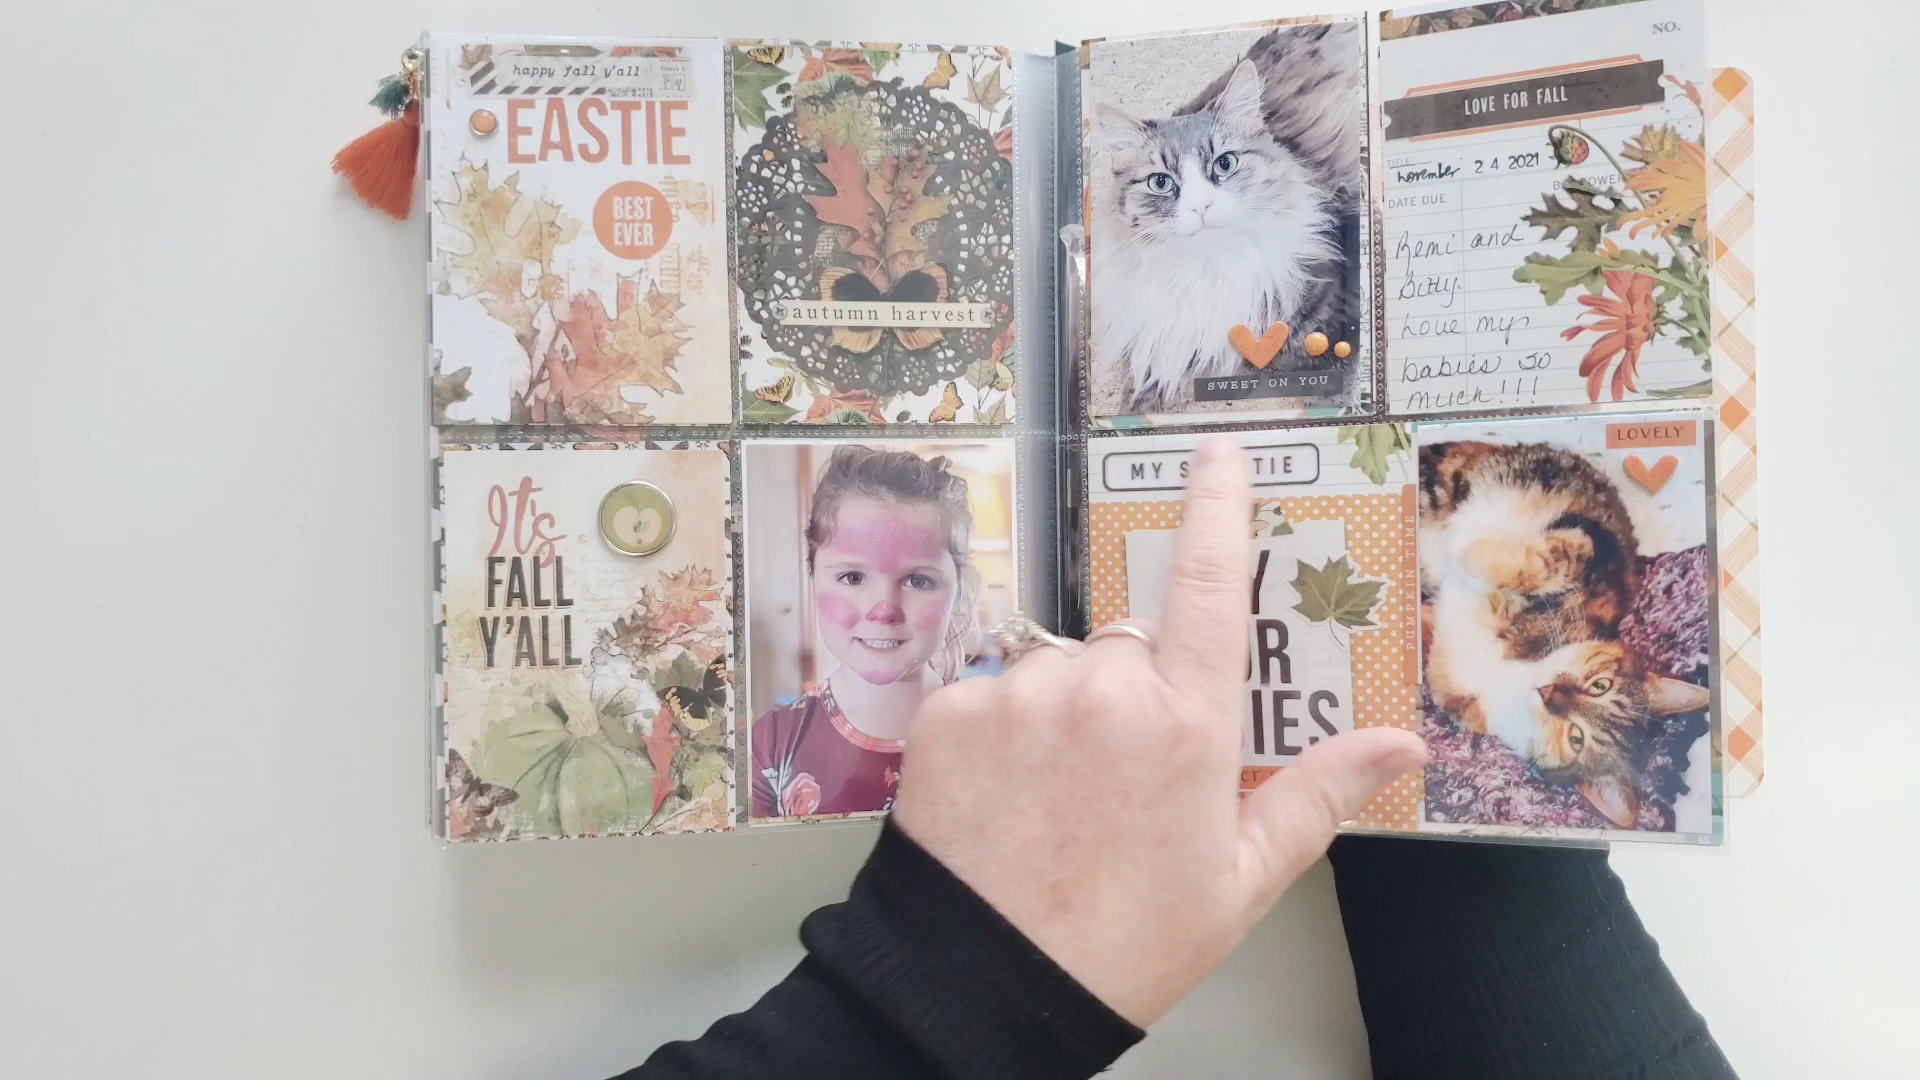 happy fall y'all
EASTIE
BEST
EVER
autumn harvest
It's
FALL
Y'ALL
SWEET ON YOU
NO.
LOVE FOR FALL
TITLE
november 24 2021
DATE DUE
Remi and
Bitty.
Love my
babies so
much!!!
MY
PUMPKIN TIME
LOVELY